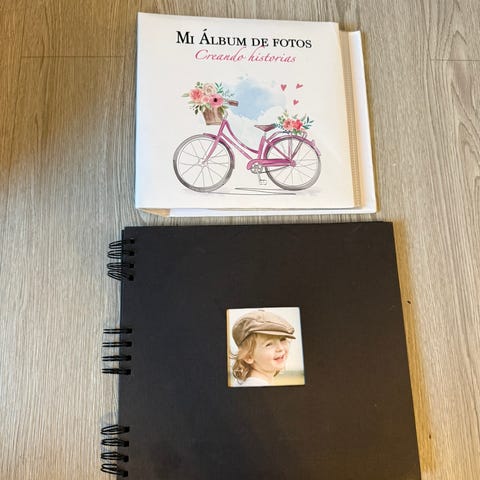 MI ÁLBUM DE FOTOS
Creando historias